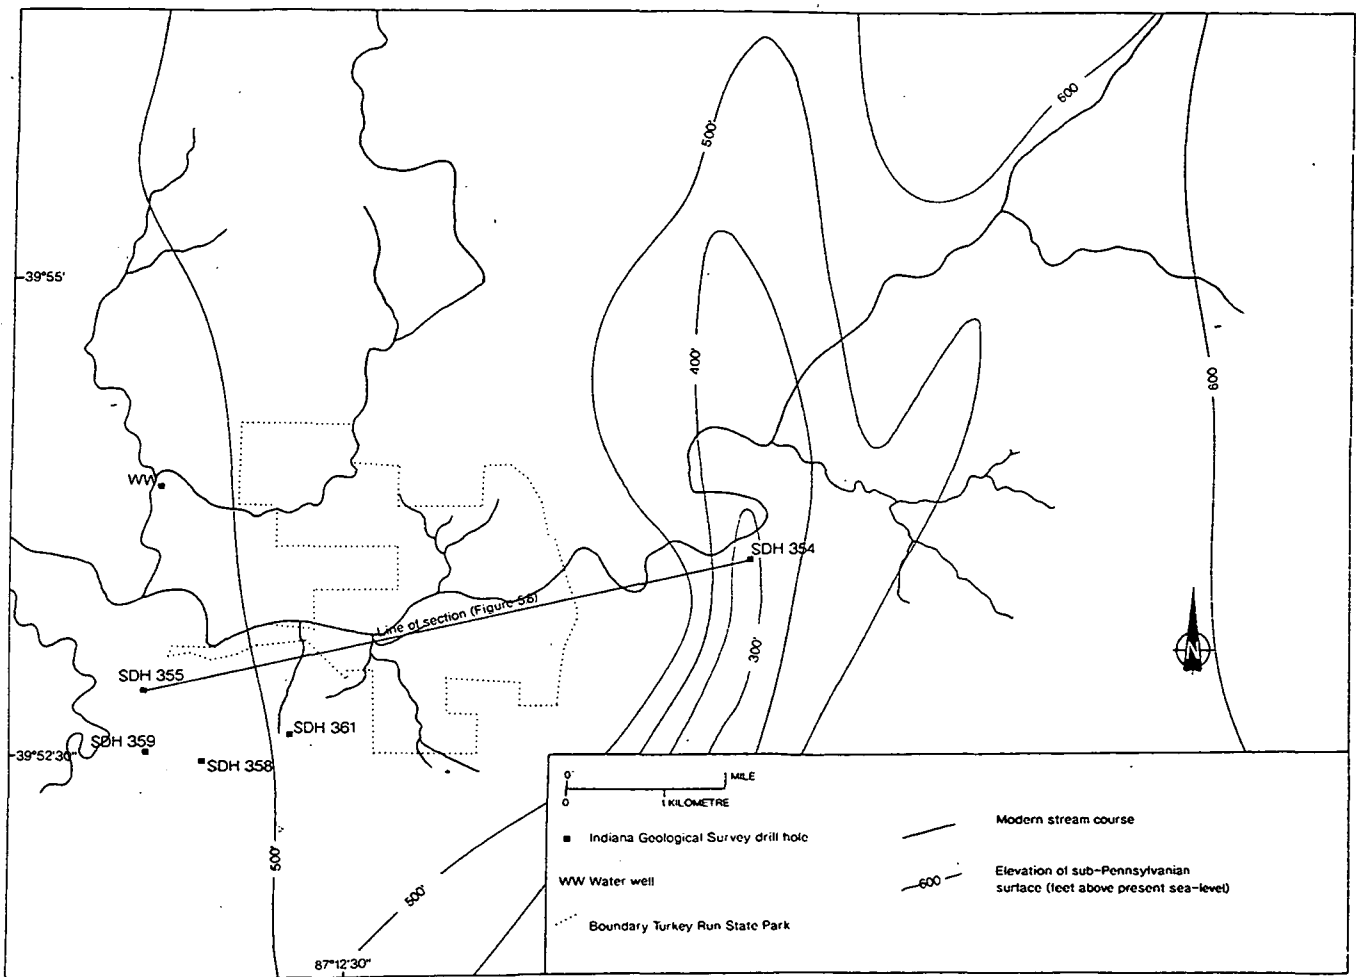 600
500'
39°55'
400'
600
WW
SDH 354
Line of section (Figure 5.6)
300'
N
SDH 355
SDH 361
SDH 359
39°52'30"
SDH 358
0
MILE
0
1 KILOMETRE
Modern stream course
Indiana Geological Survey drill hole
500'
WW Water well
600
Elevation of sub-Pennsylvanian
surface (feet above present sea-level)
500'
Boundary Turkey Run State Park
87°12'30"